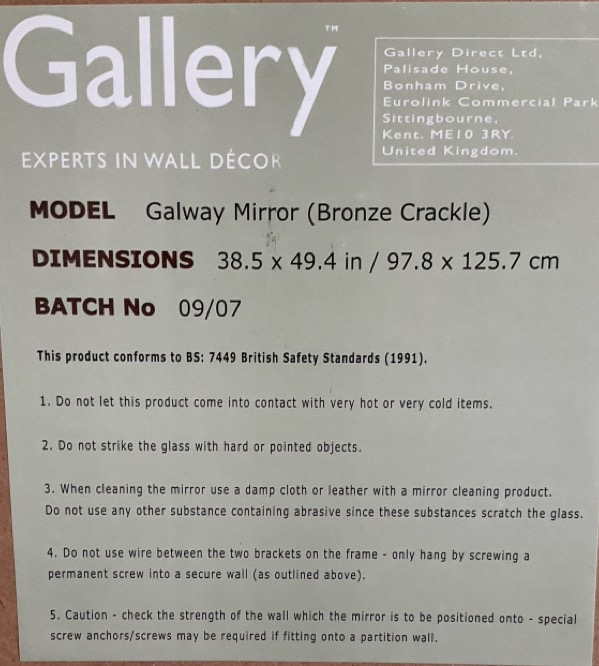 Gallery™
EXPERTS IN WALL DÉCOR
Gallery Direct Ltd,
Palisade House,
Bonham Drive,
Eurolink Commercial Park
Sittingbourne,
Kent. ME10 3RY.
United Kingdom.
MODEL Galway Mirror (Bronze Crackle)
DIMENSIONS 38.5 x 49.4 in / 97.8 x 125.7 cm
BATCH No 09/07
This product conforms to BS: 7449 British Safety Standards (1991).
1. Do not let this product come into contact with very hot or very cold items.
2. Do not strike the glass with hard or pointed objects.
3. When cleaning the mirror use a damp cloth or leather with a mirror cleaning product.
Do not use any other substance containing abrasive since these substances scratch the glass.
4. Do not use wire between the two brackets on the frame - only hang by screwing a
permanent screw into a secure wall (as outlined above).
5. Caution - check the strength of the wall which the mirror is to be positioned onto - special
screw anchors/screws may be required if fitting onto a partition wall.